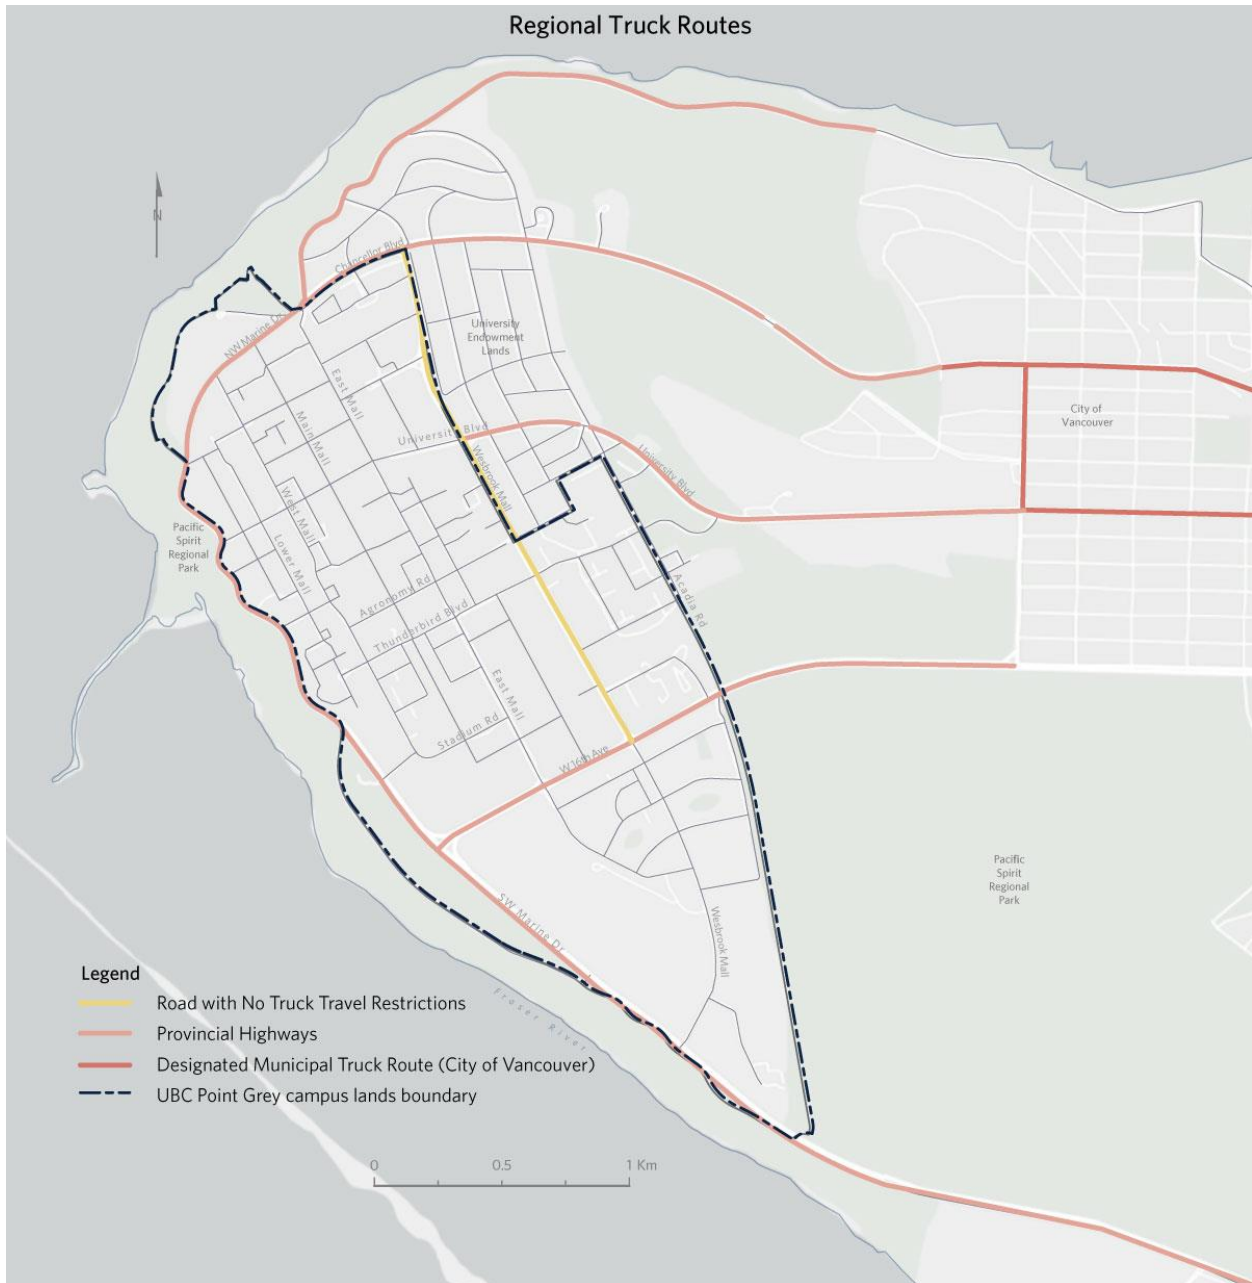 Regional Truck Routes
N
Chancellor Blvd
NW Marine Dr
University
Endowment
Lands
East Mall
Main Mall
University Blvd
Wesbrook Mall
University Blvd
City of
Vancouver
West Mall
Lower Mall
Pacific
Spirit
Regional
Park
Agronomy Rd
Thunderbird Blvd
Acadia Rd
East Mall
Stadium Rd
W 16th Ave
Pacific
Spirit
Regional
Park
SW Marine Dr
Wesbrook Mall
Fraser River
Legend
Road with No Truck Travel Restrictions
Provincial Highways
Designated Municipal Truck Route (City of Vancouver)
UBC Point Grey campus lands boundary
0 0.5 1 Km